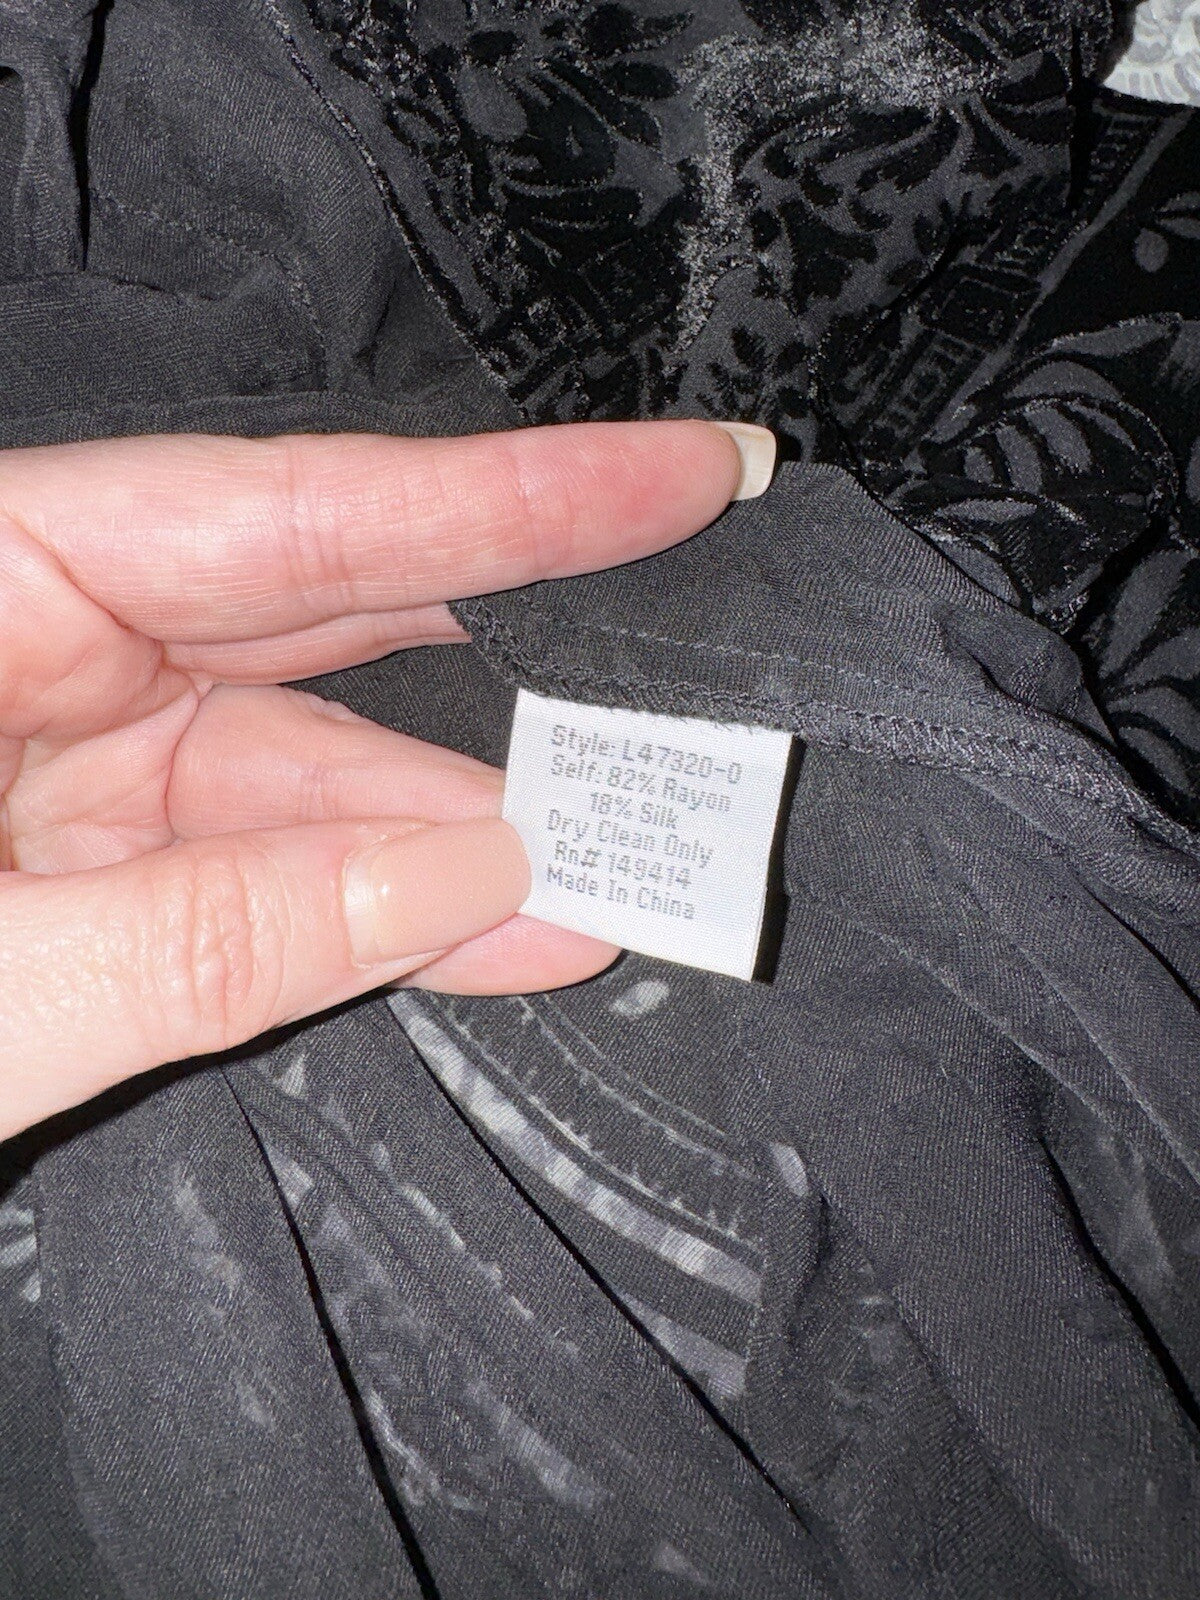 Style: L47320-0
Self: 82% Rayon
18% Silk
Dry Clean Only
Rn# 149414
Made In China